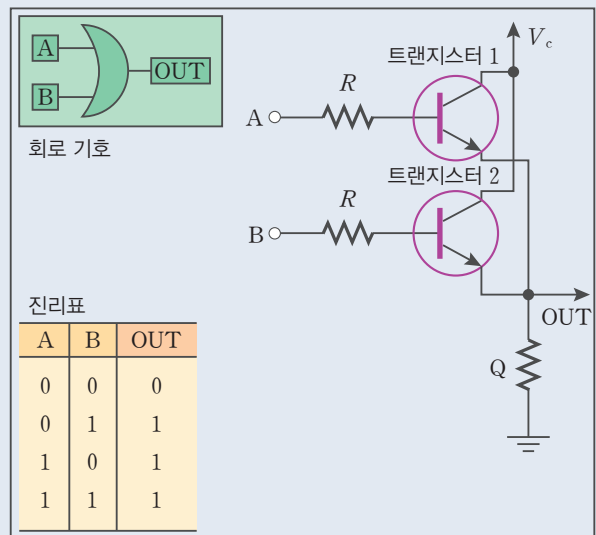 A
B
OUT
회로 기호
V_c
트랜지스터 1
R
A
트랜지스터 2
R
B
OUT
Q
진리표
A B OUT
0 0 0
0 1 1
1 0 1
1 1 1